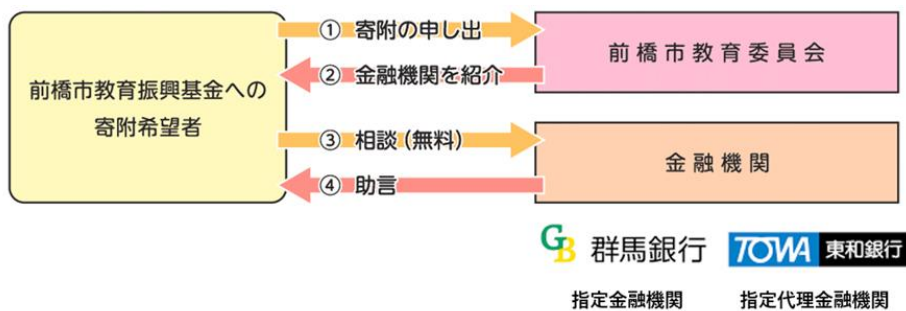 前橋市教育振興基金への
寄附希望者
① 寄附の申し出
② 金融機関を紹介
前橋市教育委員会
③ 相談(無料)
④ 助言
金融機関
GB 群馬銀行
TOWA 東和銀行
指定金融機関
指定代理金融機関